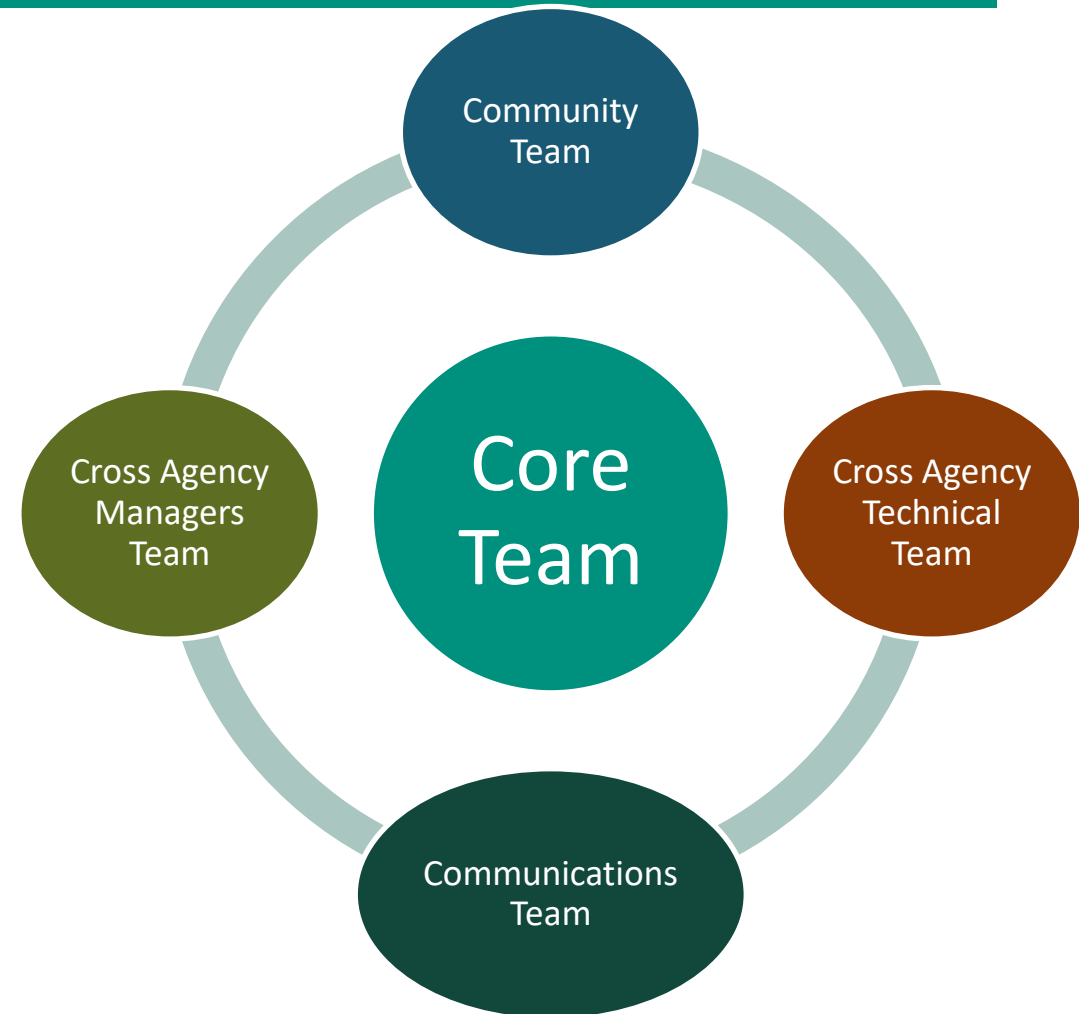 Community
Team
Cross Agency
Managers
Team
Core
Team
Cross Agency
Technical
Team
Communications
Team